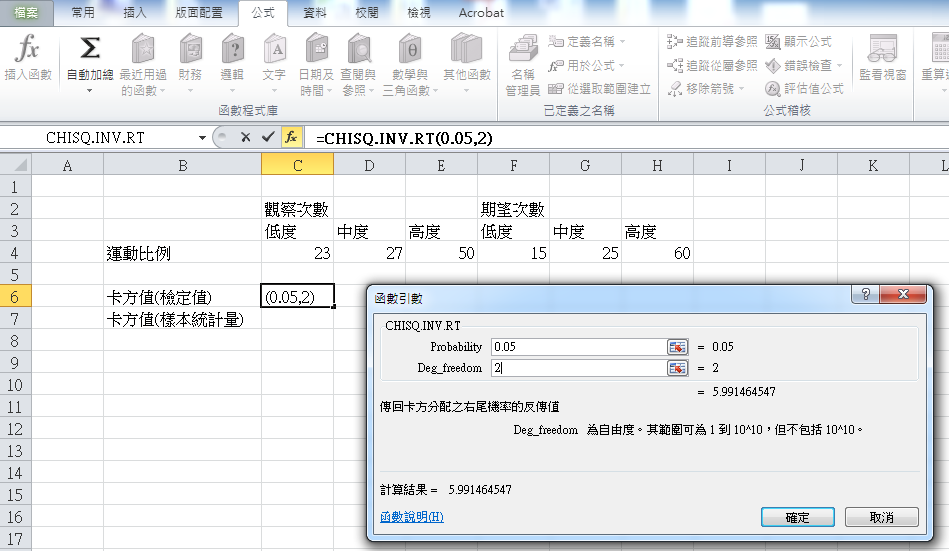 檔案 常用 插入 版面配置 公式 資料 校閱 檢視 Acrobat
fx Σ ? A θ
插入函數 自動加總 最近用過的函數 財務 邏輯 文字 日期及時間 查閱與參照 數學與三角函數 其他函數
函數程式庫
名稱管理員 定義名稱 用於公式 從選取範圍建立
已定義之名稱
追蹤前導參照 追蹤從屬參照 移除箭號 顯示公式 錯誤檢查 評估值公式
公式稽核
監看視窗 重算
CHISQ.INV.RT fx =CHISQ.INV.RT(0.05,2)
A B C D E F G H I J K L
1
2 觀察次數 期望次數
3 低度 中度 高度 低度 中度 高度
4 運動比例 23 27 50 15 25 60
5
6 卡方值(檢定值) (0.05,2)
7 卡方值(樣本統計量)
8
9
10
11
12
13
14
15
16
17
函數引數
CHISQ.INV.RT
Probability 0.05 = 0.05
Deg_freedom 2 = 2
= 5.991464547
傳回卡方分配之右尾機率的反傳值
Deg_freedom 為自由度。其範圍可為 1 到 10^10，但不包括 10^10。
計算結果 = 5.991464547
函數說明(H) 確定 取消